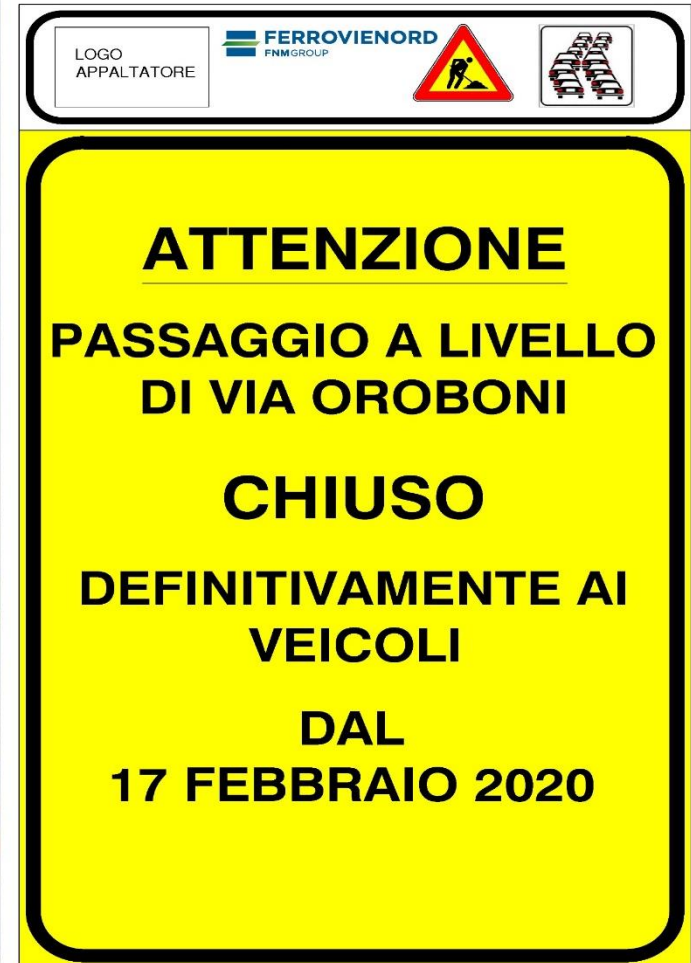 LOGO
APPALTATORE
FERROVIENORD
FNMGROUP
ATTENZIONE
PASSAGGIO A LIVELLO
DI VIA OROBONI
CHIUSO
DEFINITIVAMENTE AI
VEICOLI
DAL
17 FEBBRAIO 2020